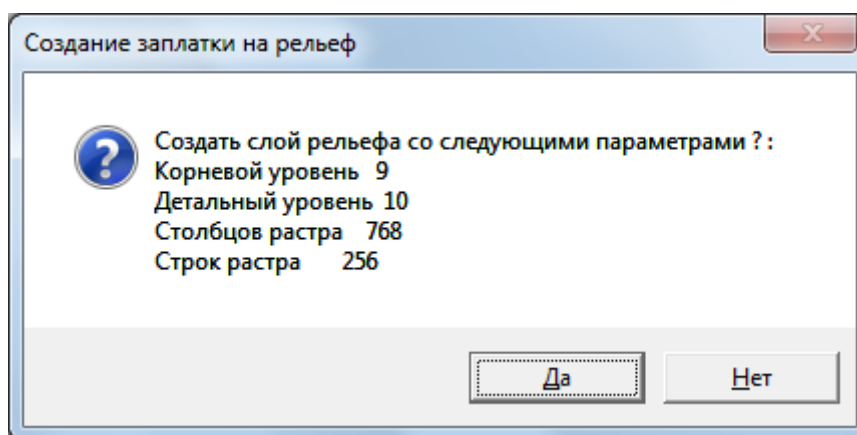 Создание заплатки на рельеф
Создать слой рельефа со следующими параметрами ? :
Корневой уровень 9
Детальный уровень 10
Столбцов растра 768
Строк растра 256
Да
Нет